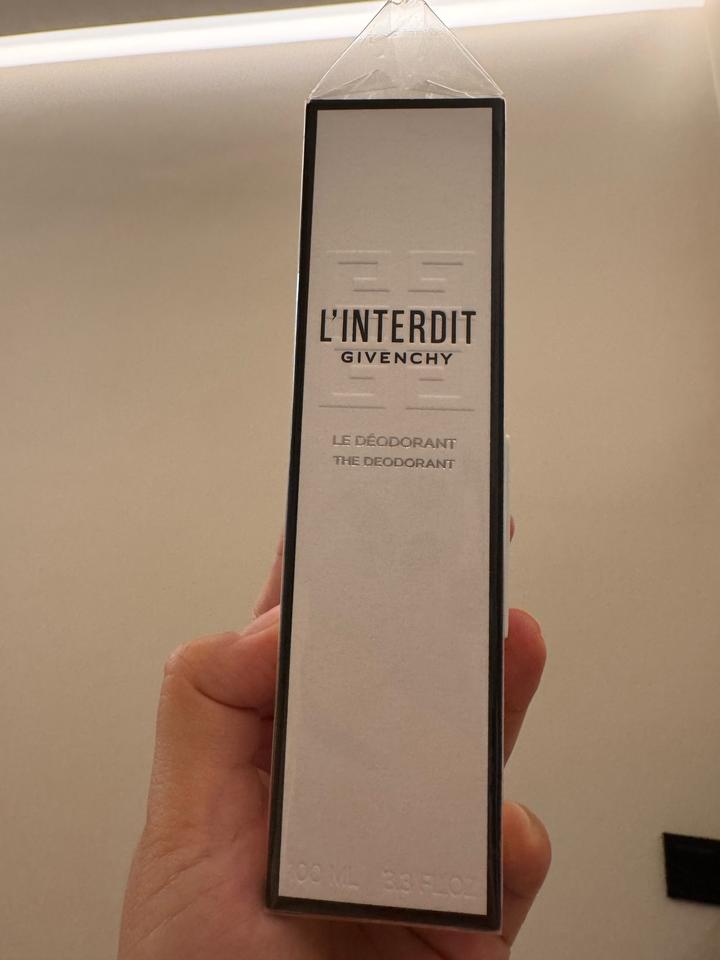 L'INTERDIT
GIVENCHY
LE DÉODORANT
THE DEODORANT
100 ML 3.3 FL.OZ